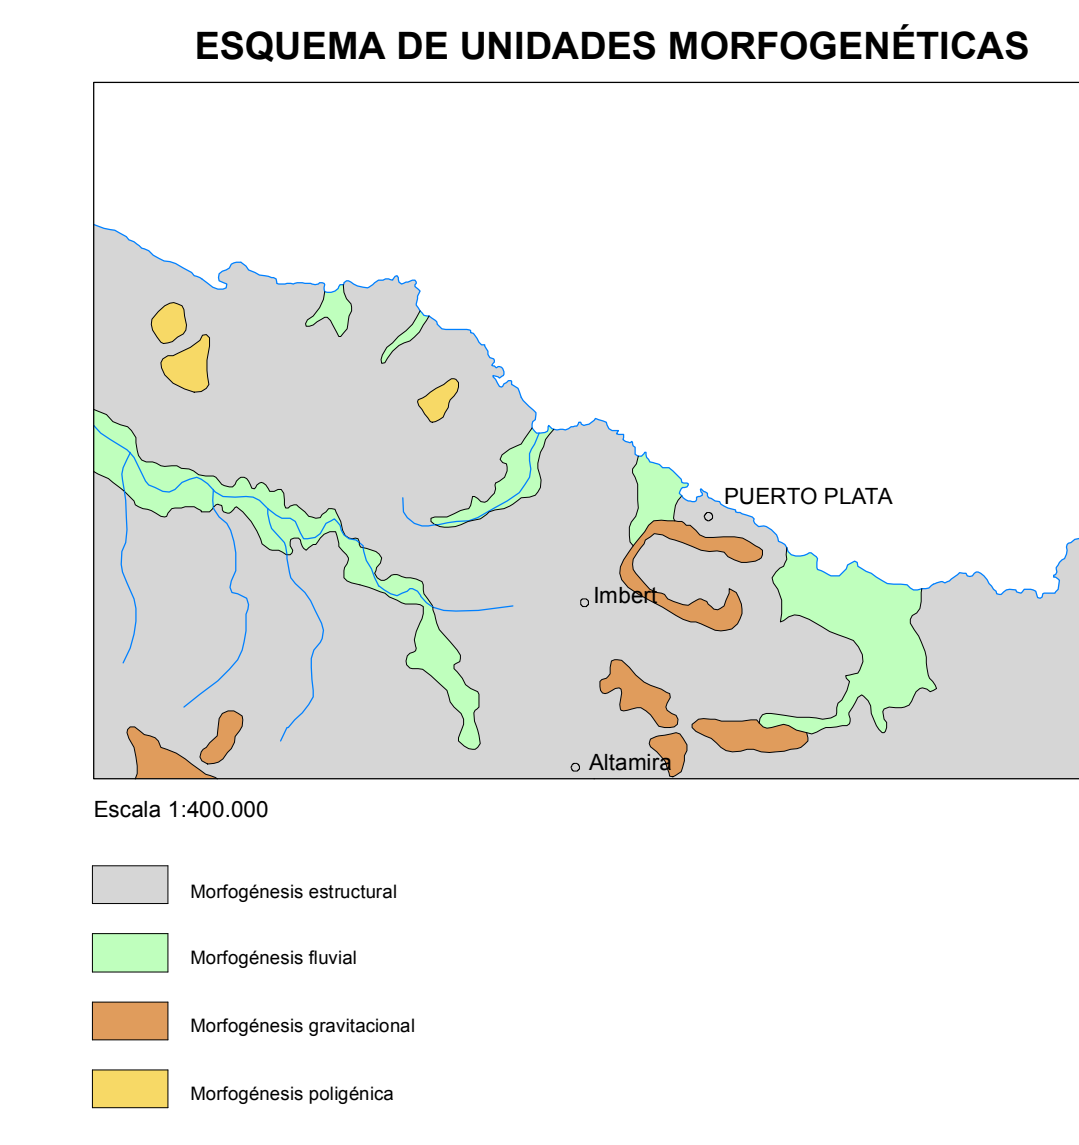 ESQUEMA DE UNIDADES MORFOGENÉTICAS
PUERTO PLATA
Imbert
Altamira
Escala 1:400.000
Morfogénesis estructural
Morfogénesis fluvial
Morfogénesis gravitacional
Morfogénesis poligénica